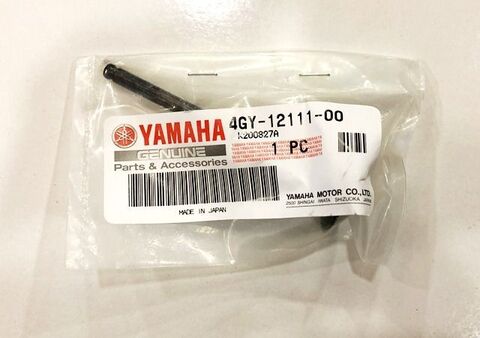 YAMAHA 4GY-12111-00
K200827A
GENUINE
Parts & Accessories
1 PC
YAMAHA MOTOR CO., LTD.
2500 SHINGAI IWATA SHIZUOKA JAPAN
MADE IN JAPAN